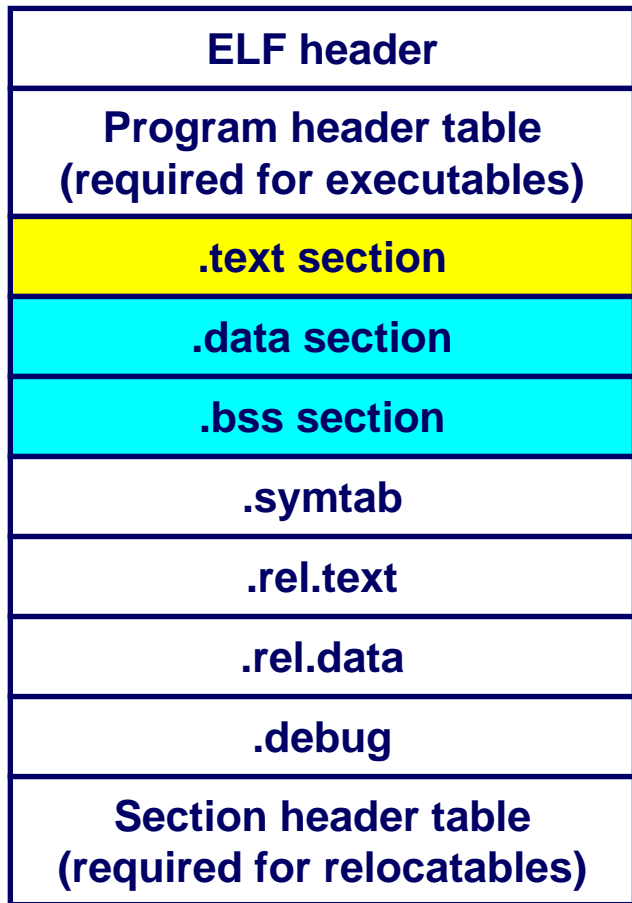 ELF header
Program header table
(required for executables)
.text section
.data section
.bss section
.symtab
.rel.text
.rel.data
.debug
Section header table
(required for relocatables)